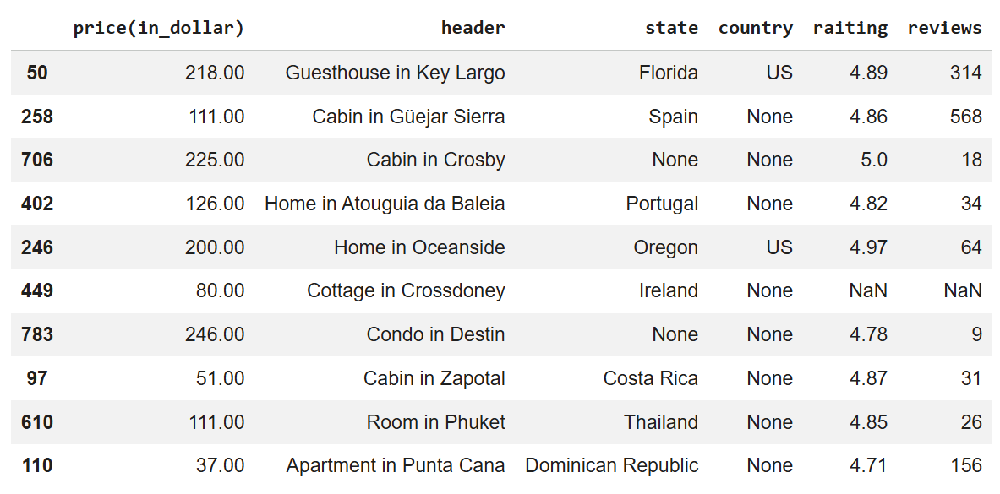 price(in_dollar) header state country raiting reviews
50 218.00 Guesthouse in Key Largo Florida US 4.89 314
258 111.00 Cabin in Güejar Sierra Spain None 4.86 568
706 225.00 Cabin in Crosby None None 5.0 18
402 126.00 Home in Atouguia da Baleia Portugal None 4.82 34
246 200.00 Home in Oceanside Oregon US 4.97 64
449 80.00 Cottage in Crossdoney Ireland None NaN NaN
783 246.00 Condo in Destin None None 4.78 9
97 51.00 Cabin in Zapotal Costa Rica None 4.87 31
610 111.00 Room in Phuket Thailand None 4.85 26
110 37.00 Apartment in Punta Cana Dominican Republic None 4.71 156